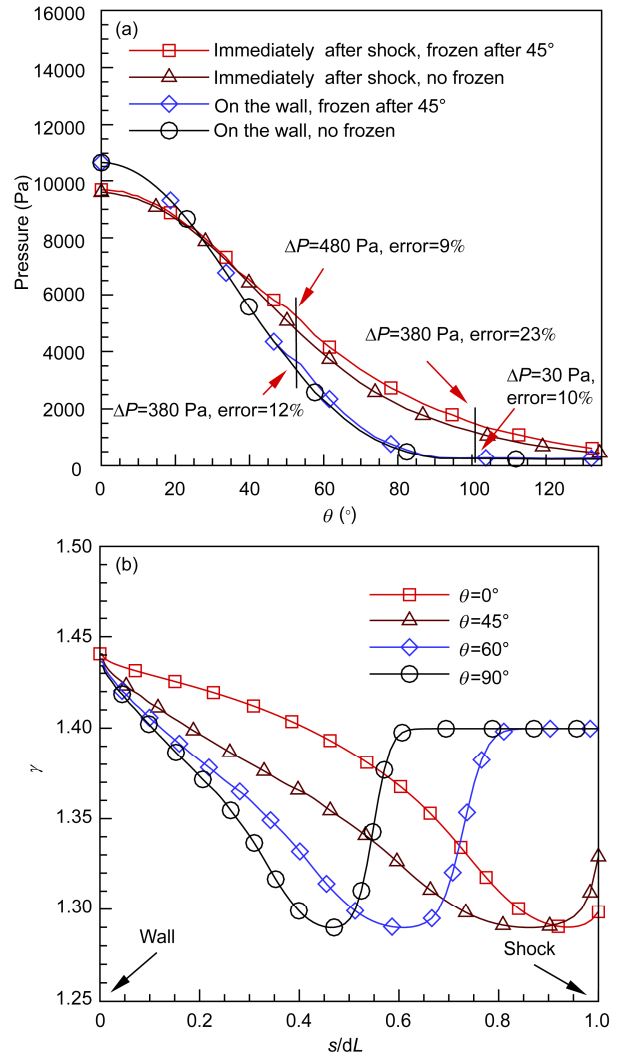 (a)
Immediately after shock, frozen after 45°
Immediately after shock, no frozen
On the wall, frozen after 45°
On the wall, no frozen
16000
14000
12000
10000
8000
6000
4000
2000
0
Pressure (Pa)
ΔP=480 Pa, error=9%
ΔP=380 Pa, error=23%
ΔP=30 Pa,
error=10%
ΔP=380 Pa, error=12%
0 20 40 60 80 100 120
θ (°)
(b)
θ=0°
θ=45°
θ=60°
θ=90°
1.50
1.45
1.40
1.35
1.30
1.25
γ
Wall
Shock
0 0.2 0.4 0.6 0.8 1.0
s/dL